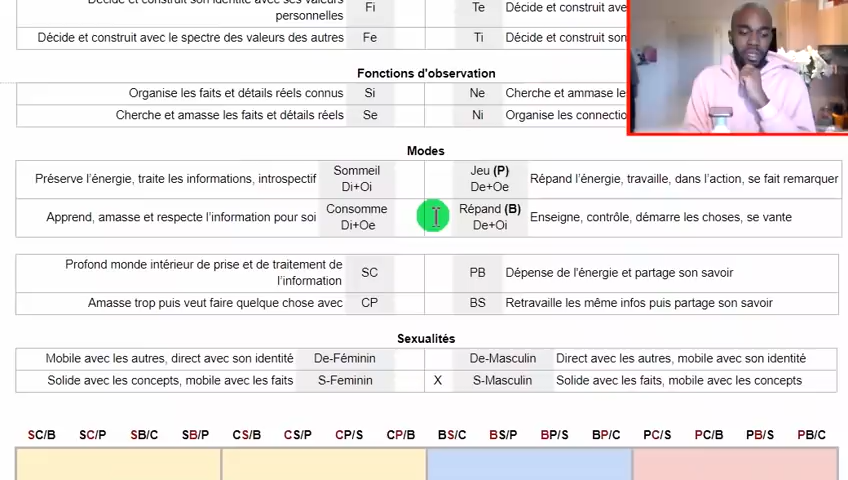 Décide et construit son identité avec ses valeurs
personnelles Fi Te Décide et construit ave
Décide et construit avec le spectre des valeurs des autres Fe Ti Décide et construit son
Fonctions d'observation
Organise les faits et détails réels connus Si Ne Cherche et ammase le
Cherche et amasse les faits et détails réels Se Ni Organise les connectio
Modes
Préserve l'énergie, traite les informations, introspectif Sommeil Di+Oi Jeu (P) De+Oe Répand l'énergie, travaille, dans l'action, se fait remarquer
Apprend, amasse et respecte l'information pour soi Consomme Di+Oe Répand (B) De+Oi Enseigne, contrôle, démarre les choses, se vante
Profond monde intérieur de prise et de traitement de
l'information SC PB Dépense de l'énergie et partage son savoir
Amasse trop puis veut faire quelque chose avec CP BS Retravaille les même infos puis partage son savoir
Sexualités
Mobile avec les autres, direct avec son identité De-Féminin De-Masculin Direct avec les autres, mobile avec son identité
Solide avec les concepts, mobile avec les faits S-Feminin X S-Masculin Solide avec les faits, mobile avec les concepts
SC/B SC/P SB/C SB/P CS/B CS/P CP/S CP/B BS/C BS/P BP/S BP/C PC/S PC/B PB/S PB/C